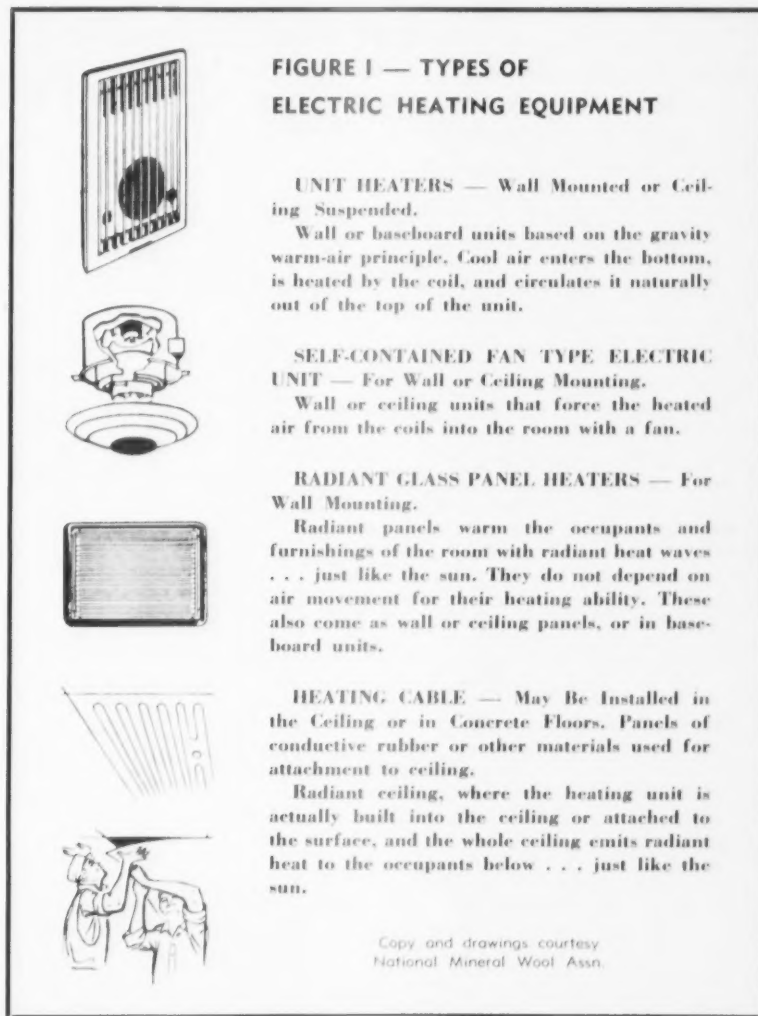 FIGURE I — TYPES OF
ELECTRIC HEATING EQUIPMENT
UNIT HEATERS — Wall Mounted or Ceil-
ing Suspended.
Wall or baseboard units based on the gravity
warm-air principle. Cool air enters the bottom,
is heated by the coil, and circulates it naturally
out of the top of the unit.
SELF-CONTAINED FAN TYPE ELECTRIC
UNIT — For Wall or Ceiling Mounting.
Wall or ceiling units that force the heated
air from the coils into the room with a fan.
RADIANT GLASS PANEL HEATERS — For
Wall Mounting.
Radiant panels warm the occupants and
furnishings of the room with radiant heat waves
. . . just like the sun. They do not depend on
air movement for their heating ability. These
also come as wall or ceiling panels, or in base-
board units.
HEATING CABLE — May Be Installed in
the Ceiling or in Concrete Floors. Panels of
conductive rubber or other materials used for
attachment to ceiling.
Radiant ceiling, where the heating unit is
actually built into the ceiling or attached to
the surface, and the whole ceiling emits radiant
heat to the occupants below . . . just like the
sun.
Copy and drawings courtesy
National Mineral Wool Assn.